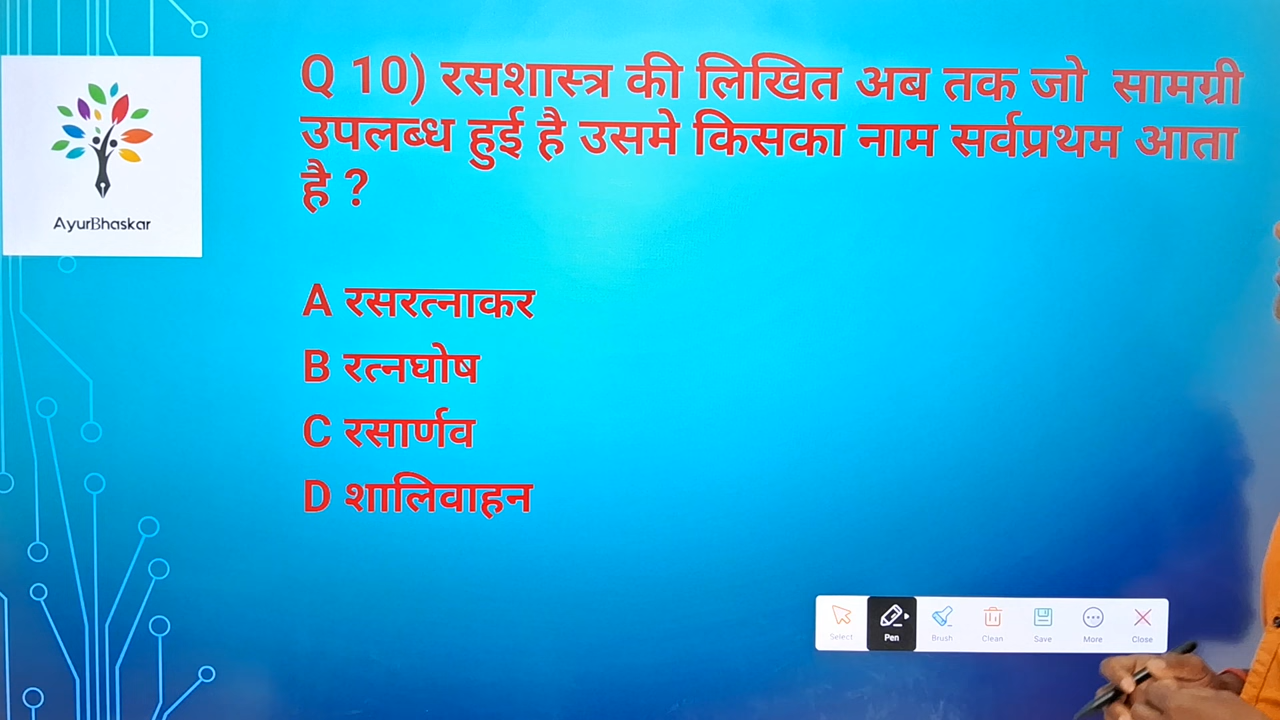 Q 10) रसशास्त्र की लिखित अब तक जो सामग्री
उपलब्ध हुई है उसमे किसका नाम सर्वप्रथम आता
है ?
AyurBhaskar
A रसरत्नाकर
B रत्नघोष
C रसार्णव
D शालिवाहन
Select Pen Brush Clean Save More Close